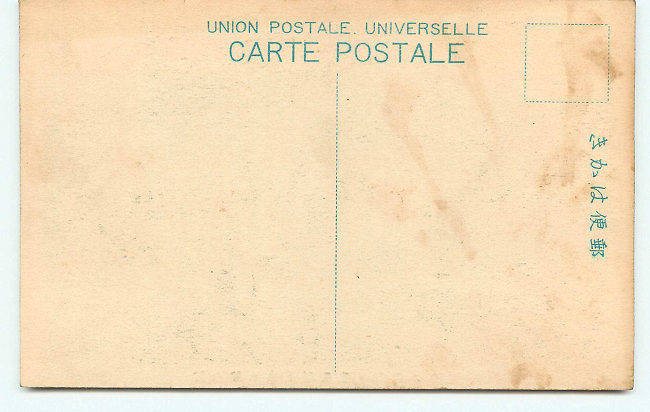 UNION POSTALE. UNIVERSELLE
CARTE POSTALE
きかは便郵